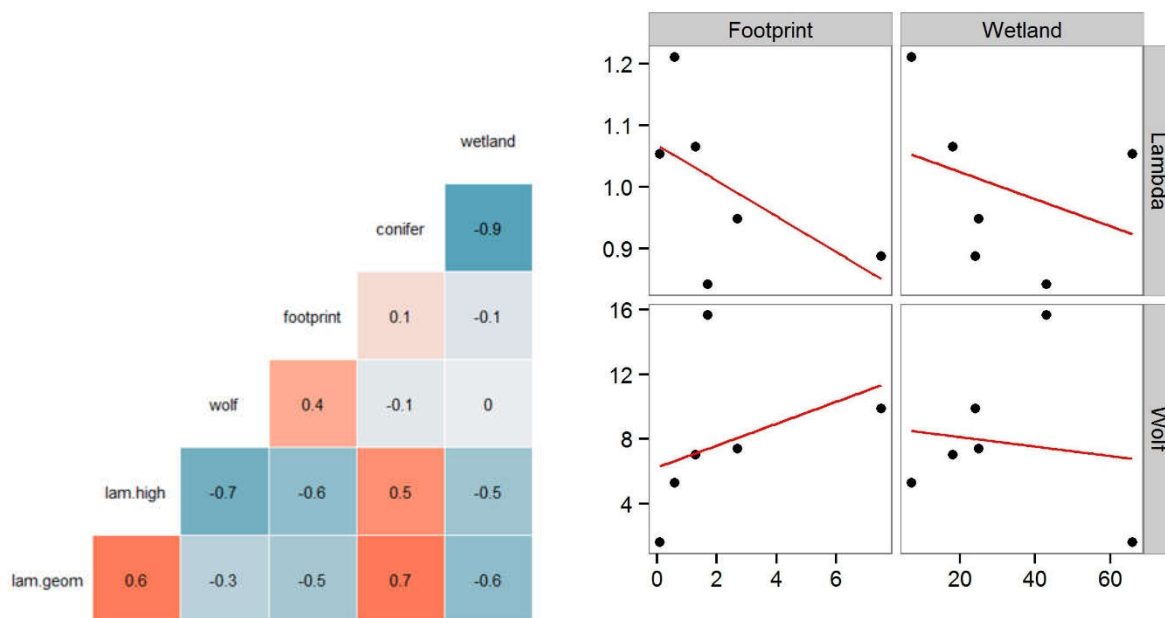 wetland
conifer -0.9
footprint 0.1 -0.1
wolf 0.4 -0.1 0
lam.high -0.7 -0.6 0.5 -0.5
lam.geom 0.6 -0.3 -0.5 0.7 -0.6
Footprint Wetland
1.2
1.1
1.0
0.9
Lambda
16
12
8
4
Wolf
0 2 4 6 20 40 60